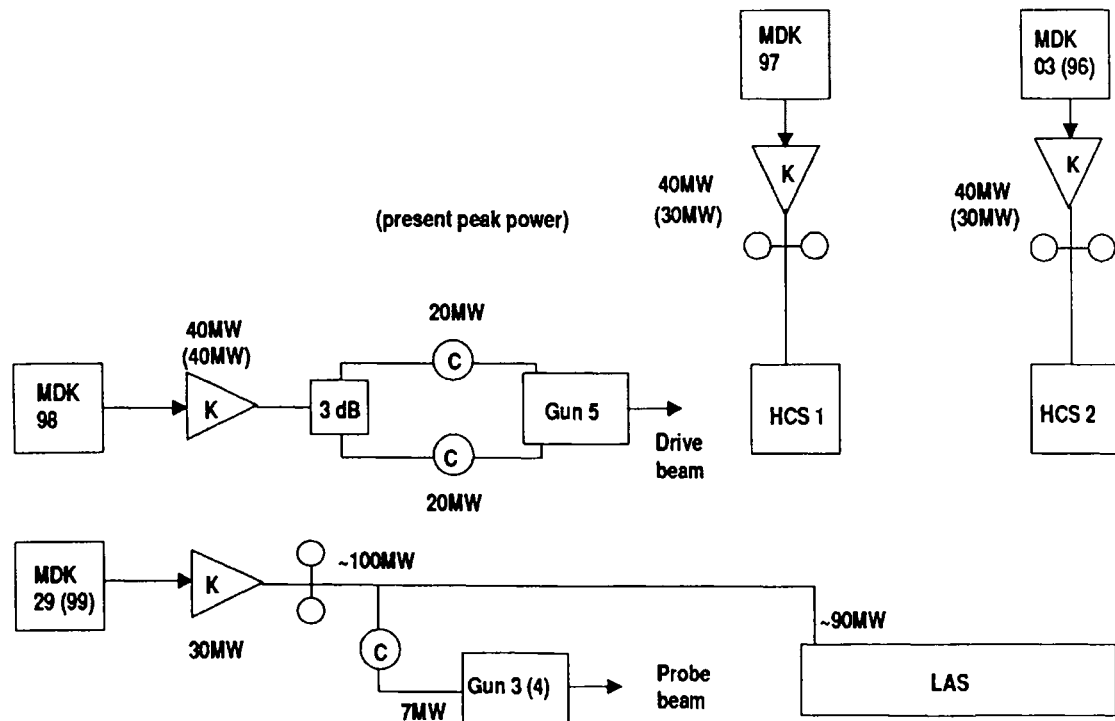 MDK
97
MDK
03 (96)
K
K
40MW
(30MW)
40MW
(30MW)
(present peak power)
HCS 1
HCS 2
20MW
40MW
(40MW)
C
MDK
98
K
3 dB
Gun 5
C
Drive
beam
20MW
MDK
29 (99)
K
~100MW
30MW
~90MW
C
Gun 3 (4)
7MW
Probe
beam
LAS